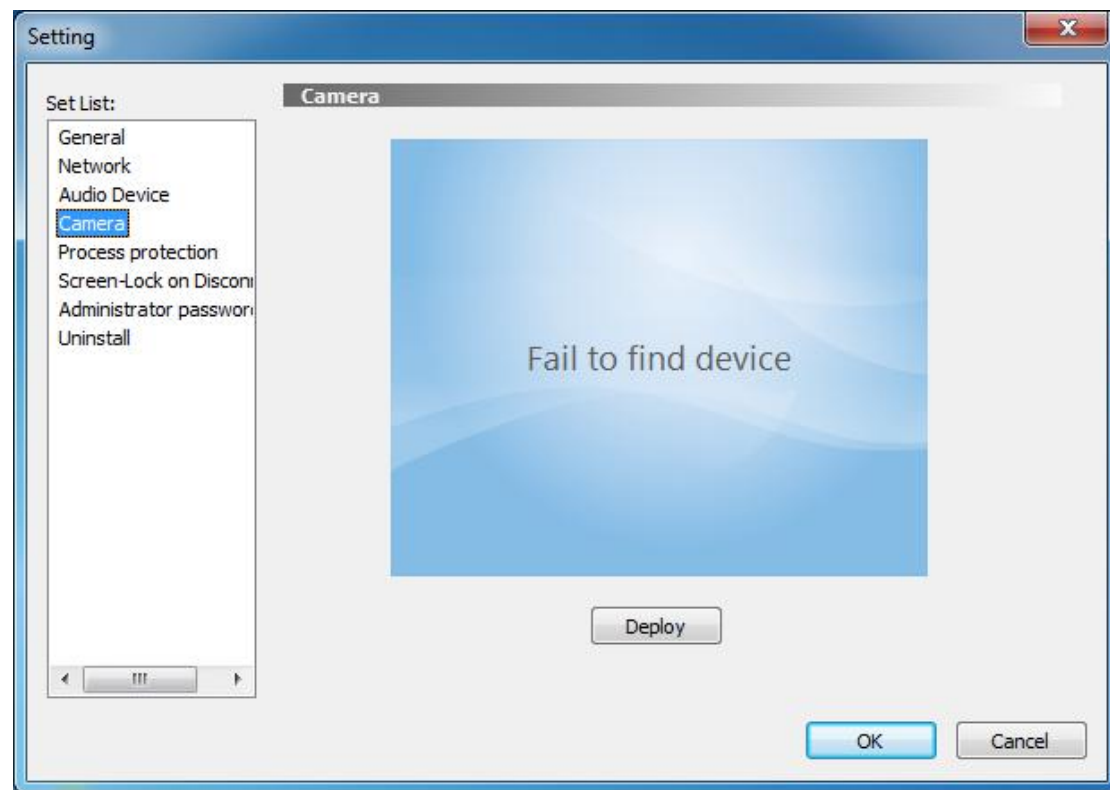 Setting
Set List:
General
Network
Audio Device
Camera
Process protection
Screen-Lock on Disconn
Administrator passwor
Uninstall
Camera
Fail to find device
Deploy
OK
Cancel